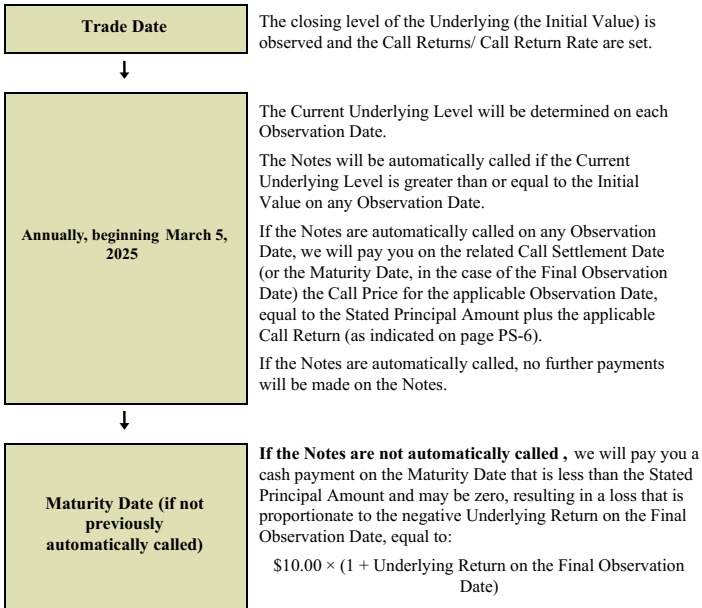 Trade Date
The closing level of the Underlying (the Initial Value) is
observed and the Call Returns/ Call Return Rate are set.
Annually, beginning March 5,
2025
The Current Underlying Level will be determined on each
Observation Date.
The Notes will be automatically called if the Current
Underlying Level is greater than or equal to the Initial
Value on any Observation Date.
If the Notes are automatically called on any Observation
Date, we will pay you on the related Call Settlement Date
(or the Maturity Date, in the case of the Final Observation
Date) the Call Price for the applicable Observation Date,
equal to the Stated Principal Amount plus the applicable
Call Return (as indicated on page PS-6).
If the Notes are automatically called, no further payments
will be made on the Notes.
Maturity Date (if not
previously
automatically called)
If the Notes are not automatically called , we will pay you a
cash payment on the Maturity Date that is less than the Stated
Principal Amount and may be zero, resulting in a loss that is
proportionate to the negative Underlying Return on the Final
Observation Date, equal to:
$10.00 × (1 + Underlying Return on the Final Observation
Date)